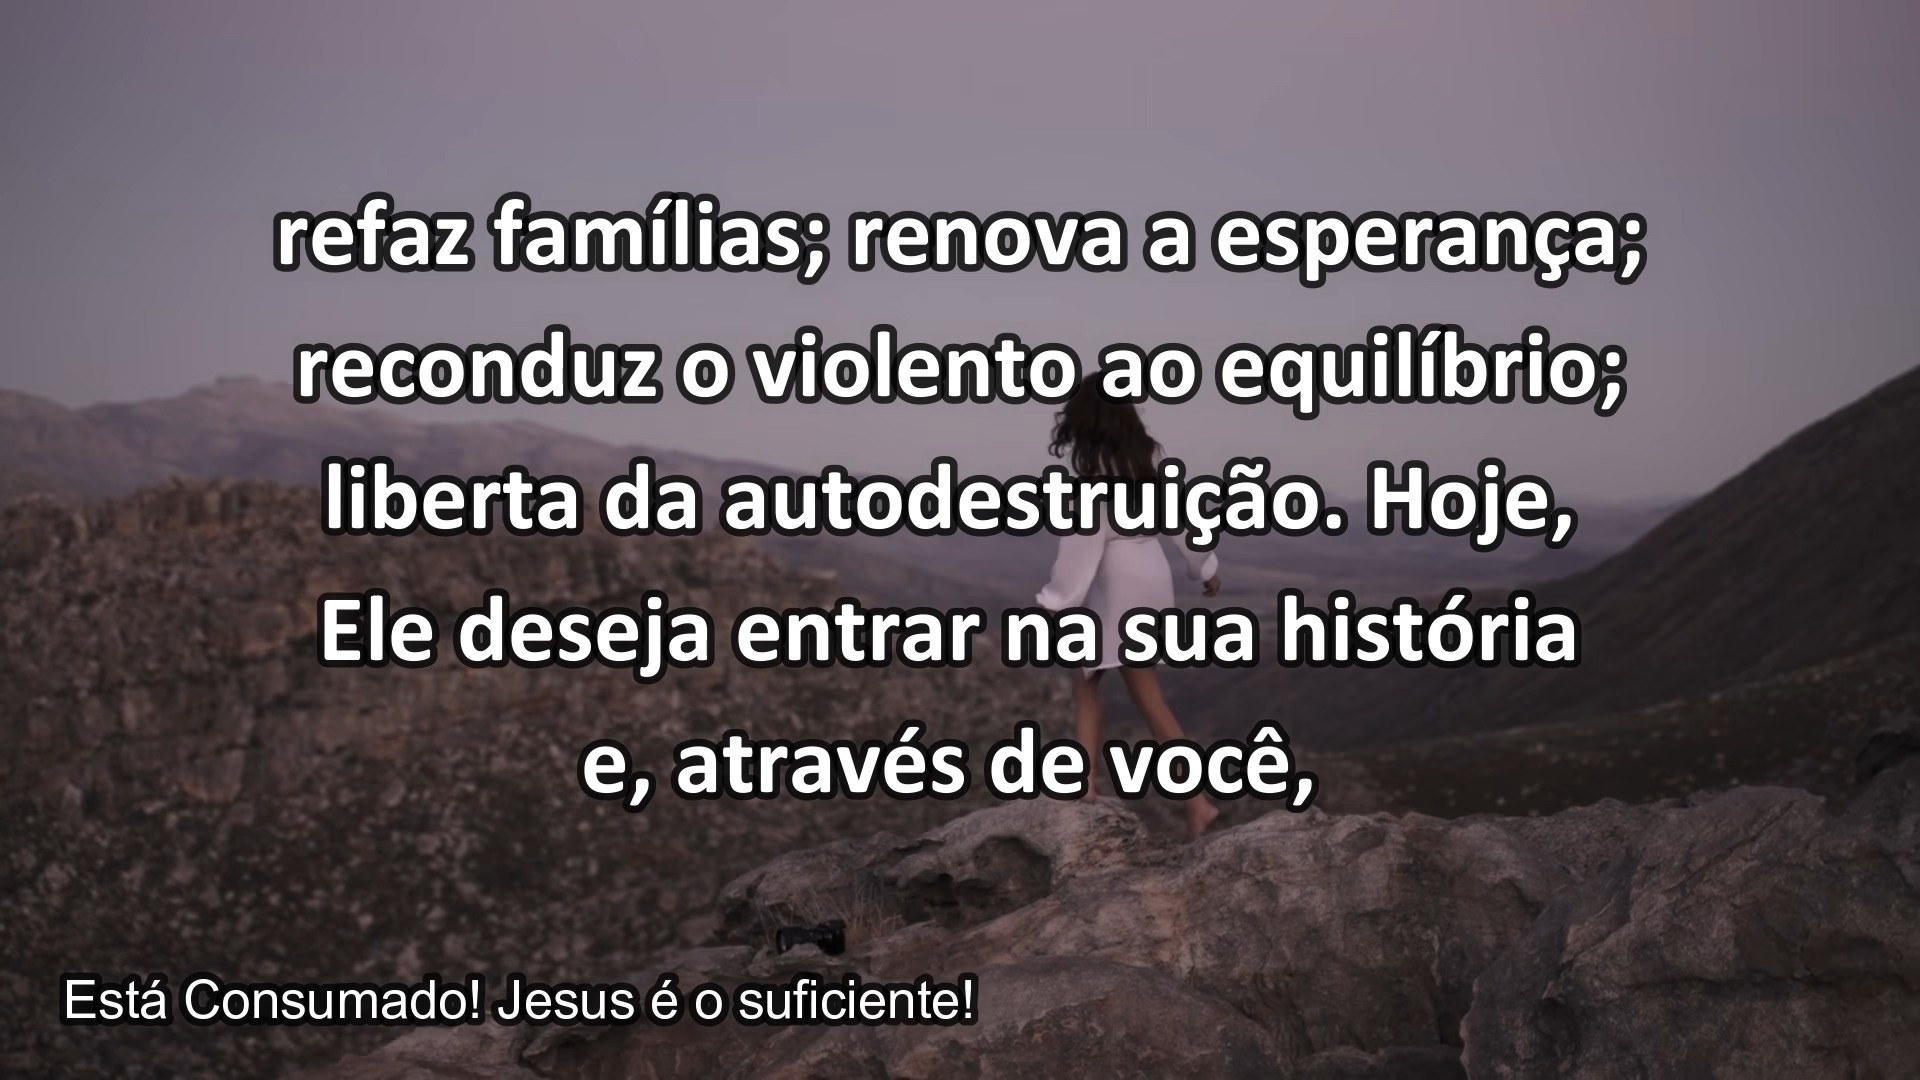 refaz famílias; renova a esperança;
reconduz o violento ao equilíbrio;
liberta da autodestruição. Hoje,
Ele deseja entrar na sua história
e, através de você,
Está Consumado! Jesus é o suficiente!